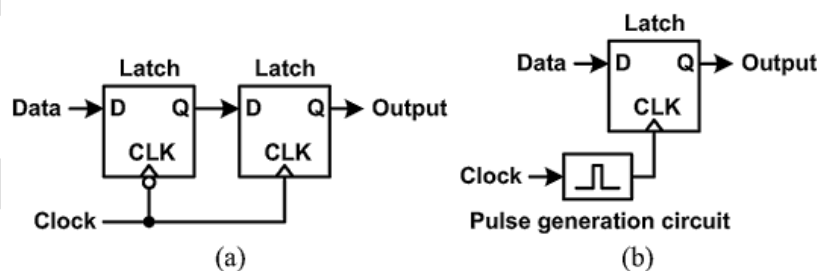 Latch Latch
Data D Q D Q Output
CLK CLK
Clock
(a)
Latch
Data D Q Output
CLK
Clock
Pulse generation circuit
(b)